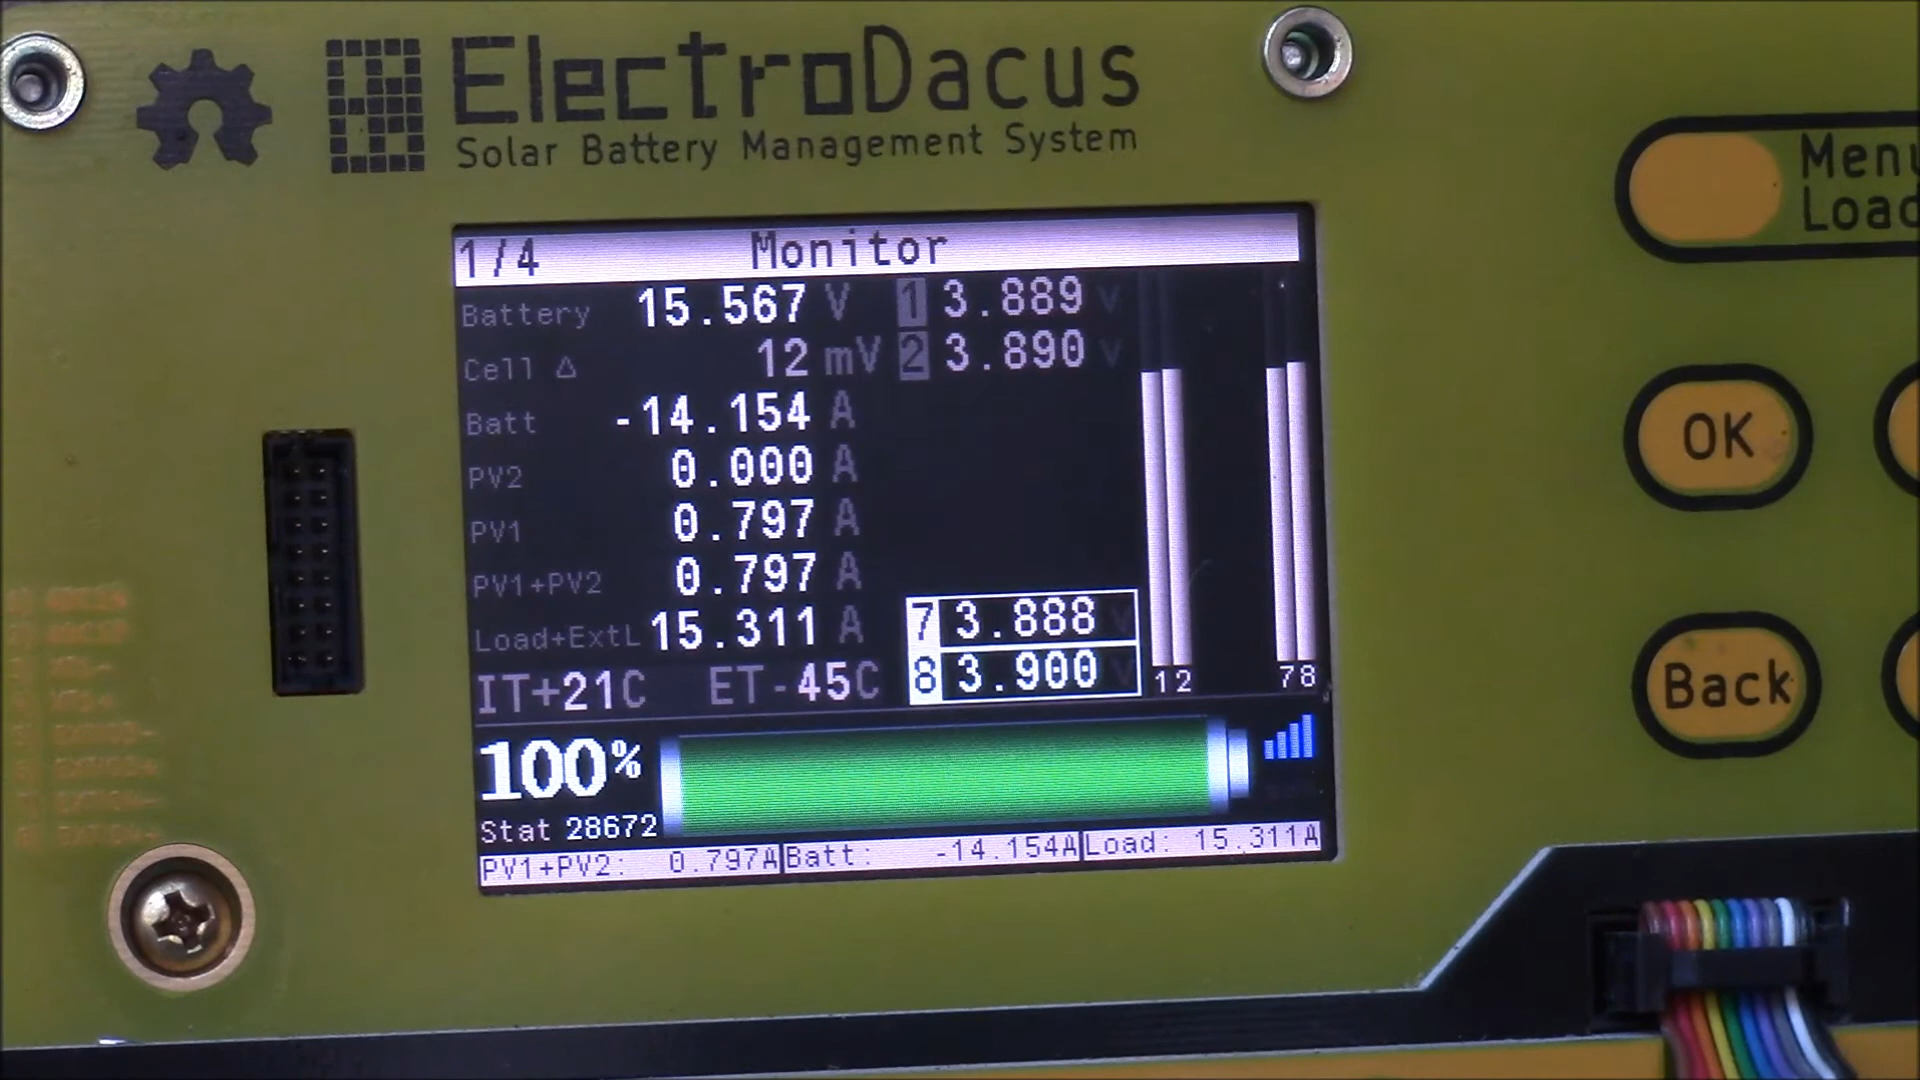 ElectroDacus
Solar Battery Management System
Menu
Load
1/4 Monitor
Battery 15.567 V 1 3.889 V
Cell Δ 12 mV 2 3.890 V
Batt -14.154 A
PV2 0.000 A
PV1 0.797 A
PV1+PV2 0.797 A
Load+ExtL 15.311 A 7 3.888 V
IT+21C ET-45C 8 3.900 V
12 78
100%
Stat 28672
PV1+PV2: 0.797A Batt: -14.154A Load: 15.311A
OK
Back